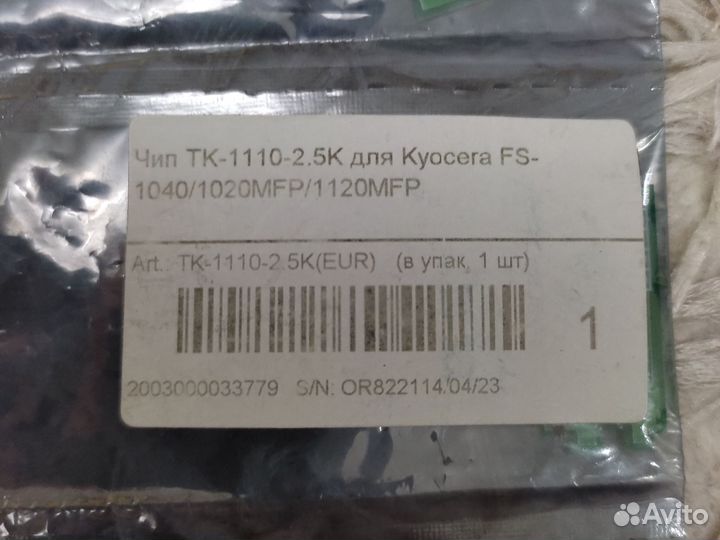 Чип TK-1110-2.5K для Kyocera FS-
1040/1020MFP/1120MFP
Art.: TK-1110-2.5K(EUR) (в упак. 1 шт)
1
2003000033779 S/N: OR822114.04/23
Avito